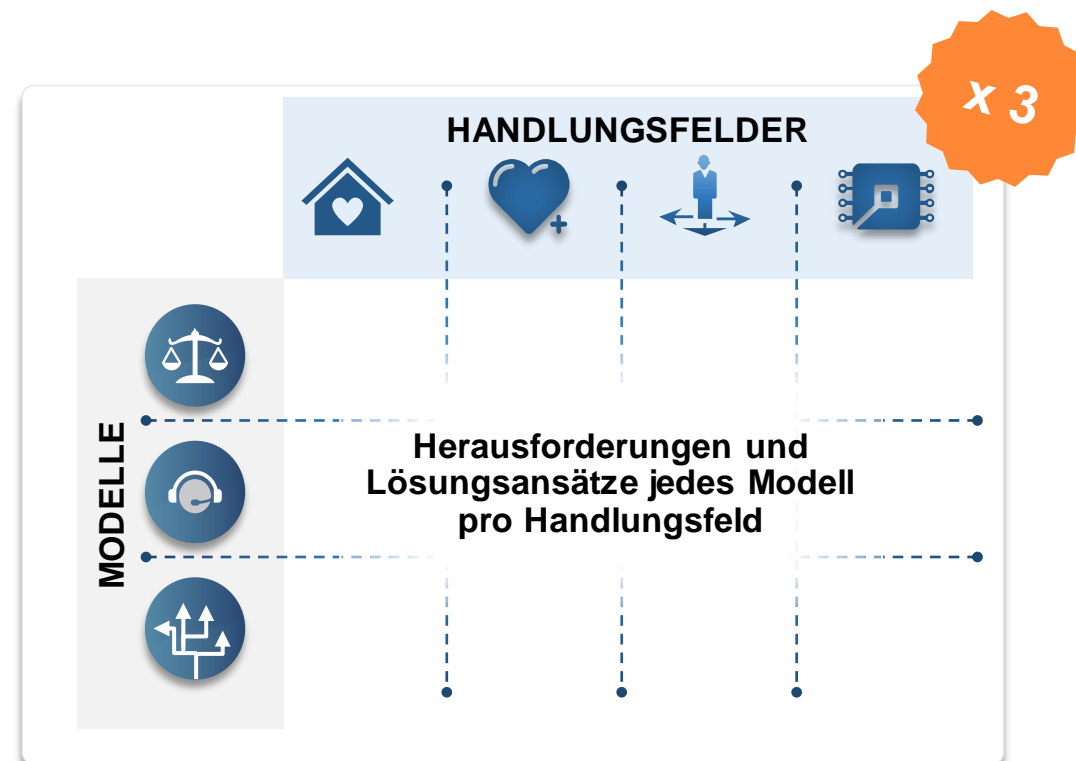 x 3
HANDLUNGSFELDER
MODELLE
Herausforderungen und
Lösungsansätze jedes Modell
pro Handlungsfeld